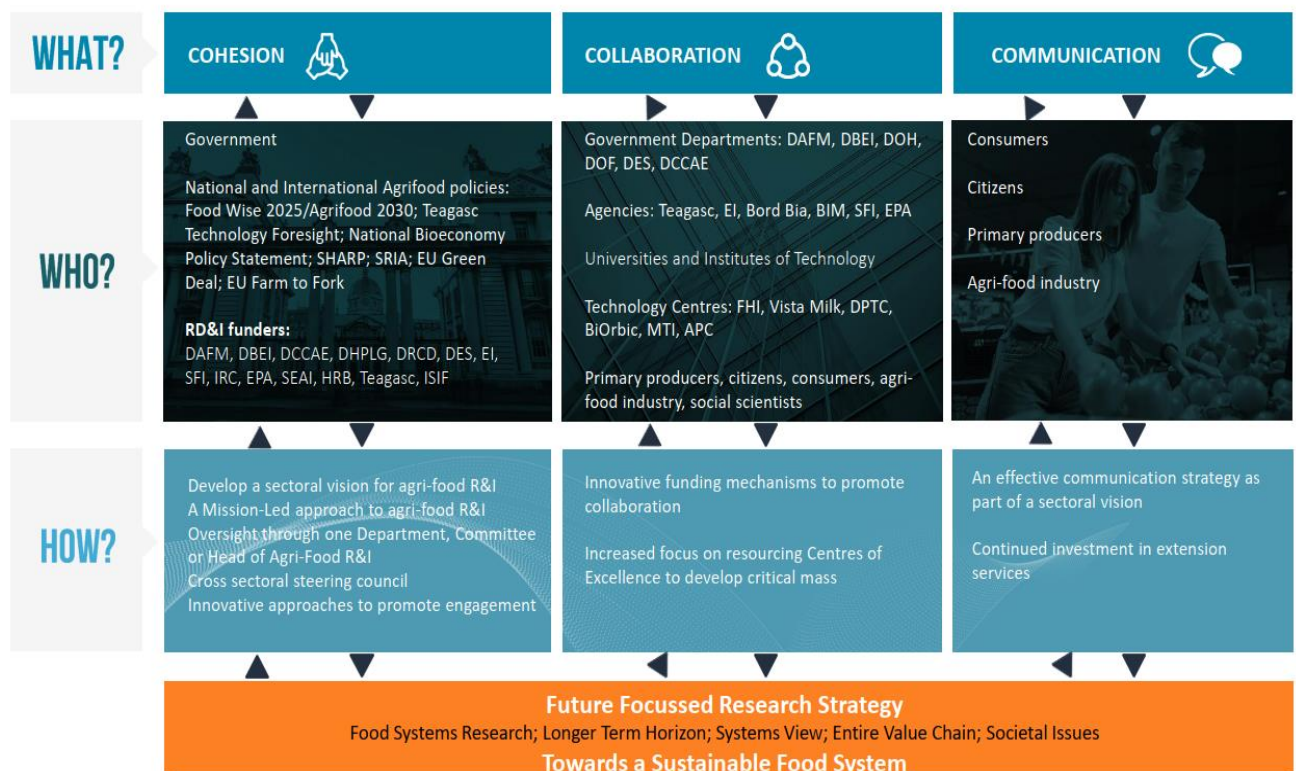 WHAT?
COHESION
COLLABORATION
COMMUNICATION
WHO?
Government
National and International Agrifood policies:
Food Wise 2025/Agrifood 2030; Teagasc
Technology Foresight; National Bioeconomy
Policy Statement; SHARP; SRIA; EU Green
Deal; EU Farm to Fork
RD&I funders:
DAFM, DBEI, DCCAE, DHPLG, DRCD, DES, EI,
SFI, IRC, EPA, SEAI, HRB, Teagasc, ISIF
Government Departments: DAFM, DBEI, DOH,
DOF, DES, DCCAE
Agencies: Teagasc, EI, Bord Bia, BIM, SFI, EPA
Universities and Institutes of Technology
Technology Centres: FHI, Vista Milk, DPTC,
BiOrbic, MTI, APC
Primary producers, citizens, consumers, agri-
food industry, social scientists
Consumers
Citizens
Primary producers
Agri-food industry
HOW?
Develop a sectoral vision for agri-food R&I
A Mission-Led approach to agri-food R&I
Oversight through one Department, Committee
or Head of Agri-Food R&I
Cross sectoral steering council
Innovative approaches to promote engagement
Innovative funding mechanisms to promote
collaboration
Increased focus on resourcing Centres of
Excellence to develop critical mass
An effective communication strategy as
part of a sectoral vision
Continued investment in extension
services
Future Focussed Research Strategy
Food Systems Research; Longer Term Horizon; Systems View; Entire Value Chain; Societal Issues
Towards a Sustainable Food System